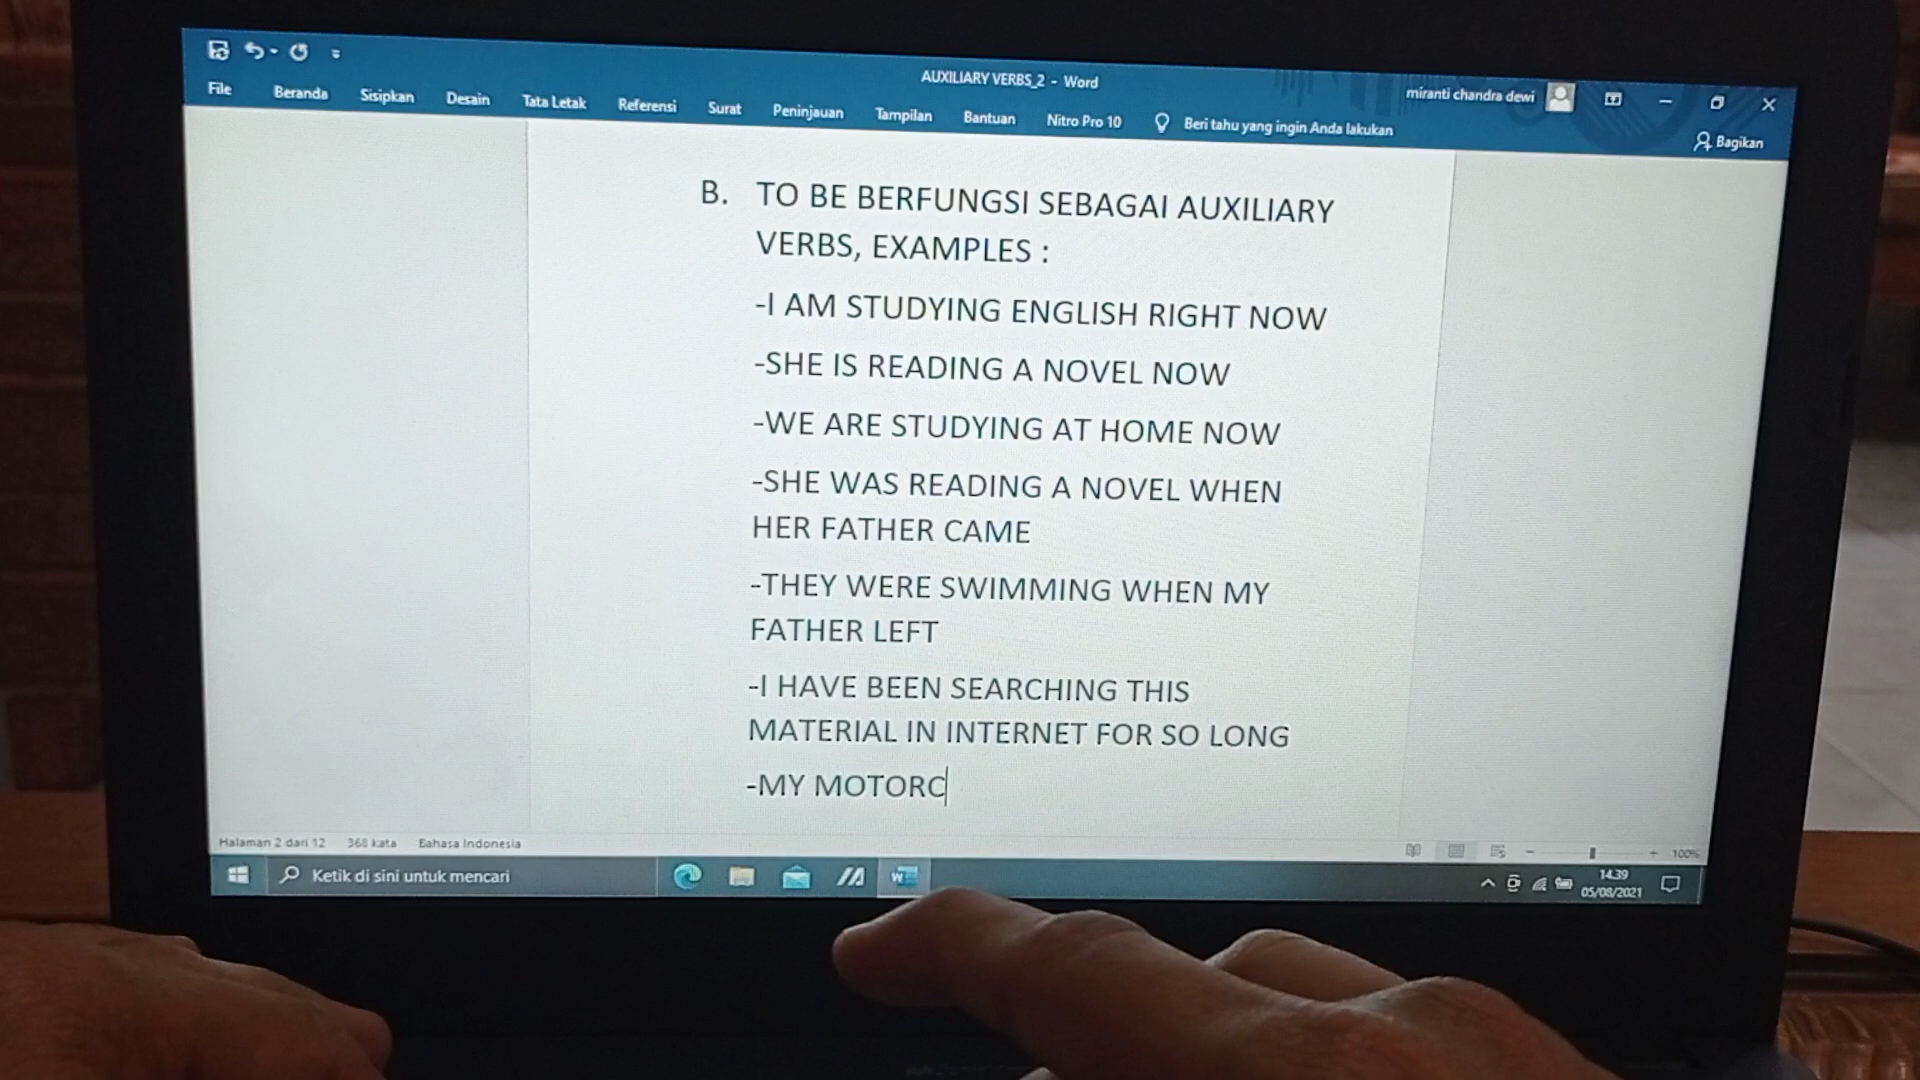 AUXILIARY VERBS_2 - Word
miranti chandra dewi
File Beranda Sisipkan Desain Tata Letak Referensi Surat Peninjauan Tampilan Bantuan Nitro Pro 10 Beri tahu yang ingin Anda lakukan Bagikan
B. TO BE BERFUNGSI SEBAGAI AUXILIARY
VERBS, EXAMPLES :
-I AM STUDYING ENGLISH RIGHT NOW
-SHE IS READING A NOVEL NOW
-WE ARE STUDYING AT HOME NOW
-SHE WAS READING A NOVEL WHEN
HER FATHER CAME
-THEY WERE SWIMMING WHEN MY
FATHER LEFT
-I HAVE BEEN SEARCHING THIS
MATERIAL IN INTERNET FOR SO LONG
-MY MOTORC
Halaman 2 dari 12 368 kata Bahasa Indonesia 100%
Ketik di sini untuk mencari
14.39
05/08/2021